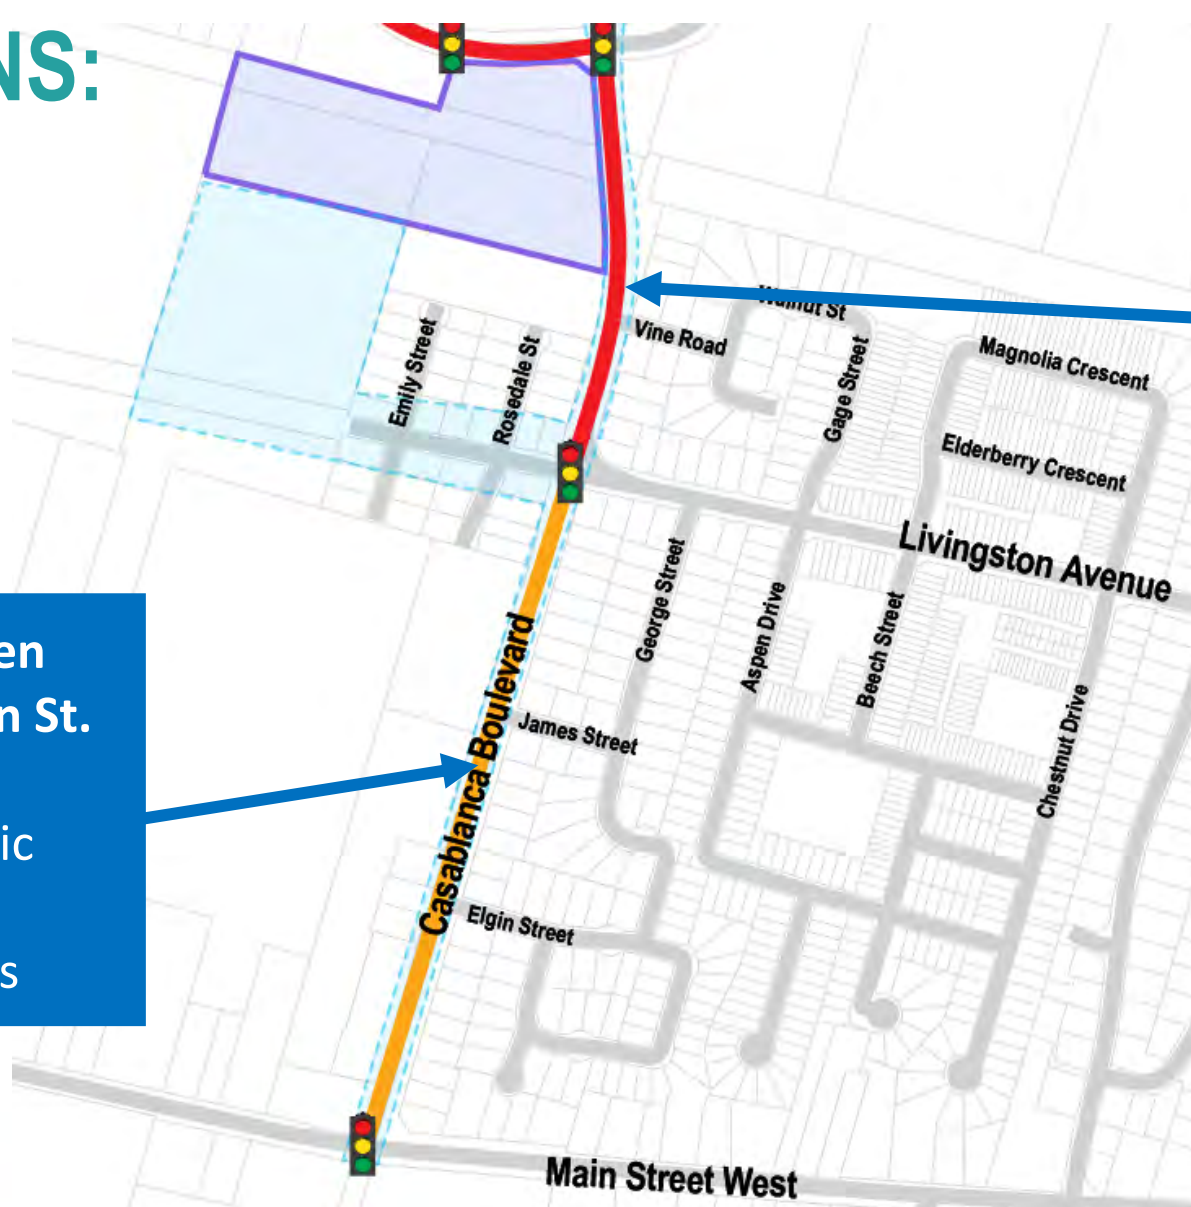 NS:
Walnut St
Vine Road
Magnolia Crescent
Emily Street
Rosedale St
Gage Street
Elderberry Crescent
Livingston Avenue
George Street
Aspen Drive
Beech Street
en
n St.
Casablanca Boulevard
James Street
Chestnut Drive
ic
Elgin Street
s
Main Street West